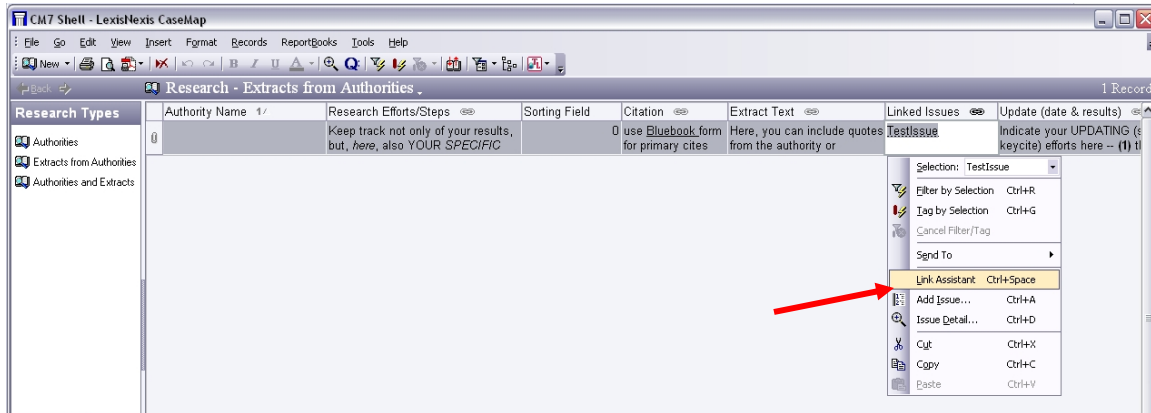 CM7 Shell - LexisNexis CaseMap
File Go Edit View Insert Format Records ReportBooks Tools Help
New B I U A Q:
Back Research - Extracts from Authorities 1 Record
Research Types
Authorities
Extracts from Authorities
Authorities and Extracts
Authority Name 1/ Research Efforts/Steps Sorting Field Citation Extract Text Linked Issues Update (date & results)
Keep track not only of your results, 0 use Bluebook form Here, you can include quotes TestIssue Indicate your UPDATING (s
but, here, also YOUR SPECIFIC for primary cites from the authority or keycite) efforts here -- (1) t
Selection: TestIssue
Filter by Selection Ctrl+R
Tag by Selection Ctrl+G
Cancel Filter/Tag
Send To
Link Assistant Ctrl+Space
Add Issue... Ctrl+A
Issue Detail... Ctrl+D
Cut Ctrl+X
Copy Ctrl+C
Paste Ctrl+V